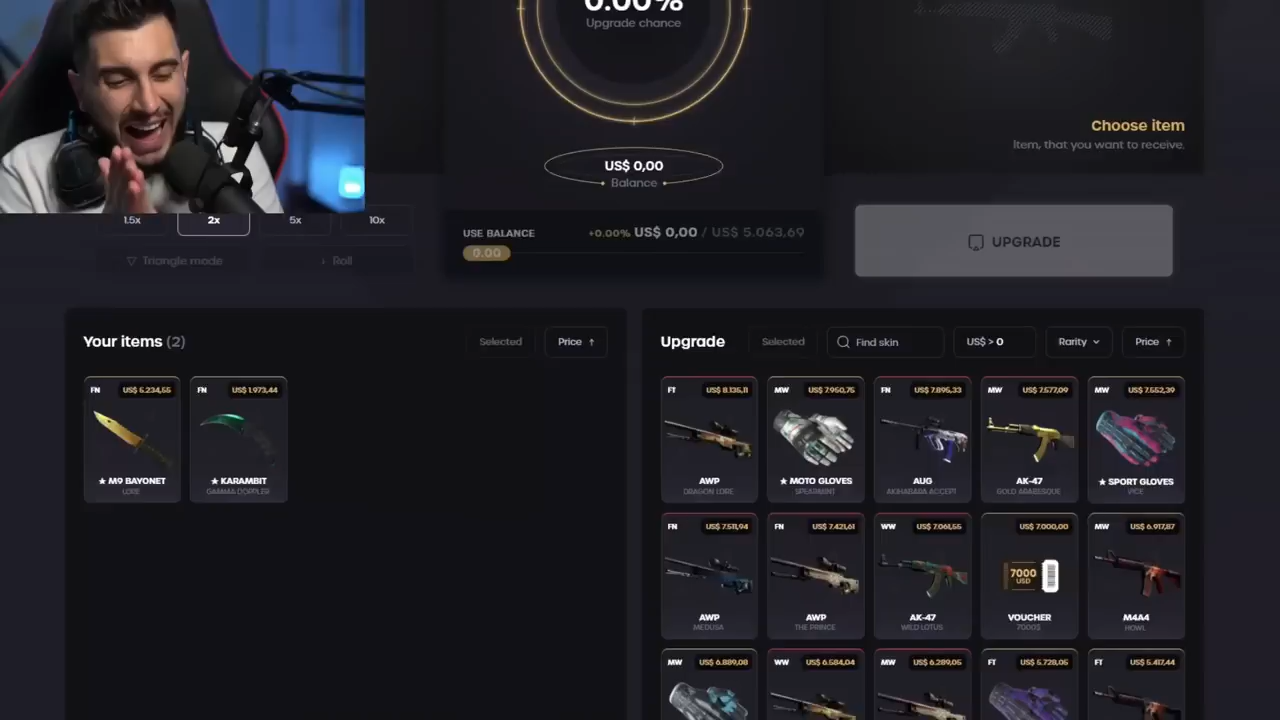 0.00%
Upgrade chance
Choose item
Item, that you want to receive.
US$ 0,00
Balance
1.5x 2x 5x 10x
USE BALANCE +0.00% US$ 0,00 / US$ 5.063,69
0.00
UPGRADE
Triangle mode Roll
Your items (2) Selected Price ↑
FN US$ 5.234,55 FN US$ 1.973,44
★ M9 BAYONET ★ KARAMBIT
LORE GAMMA DOPPLER
Upgrade Selected Find skin US$ > 0 Rarity Price ↑
FT US$ 8.135,11 MW US$ 7.950,75 FN US$ 7.895,33 MW US$ 7.577,09 MW US$ 7.552,39
AWP ★ MOTO GLOVES AUG AK-47 ★ SPORT GLOVES
DRAGON LORE SPEARMINT AKIHABARA ACCEPT GOLD ARABESQUE VICE
FN US$ 7.511,94 FN US$ 7.421,61 WW US$ 7.061,55 US$ 7.000,00 MW US$ 6.917,87
7000
USD
AWP AWP AK-47 VOUCHER M4A4
MEDUSA THE PRINCE WILD LOTUS 7000$ HOWL
MW US$ 6.889,08 WW US$ 6.584,04 MW US$ 6.289,05 FT US$ 5.728,05 FT US$ 5.417,44